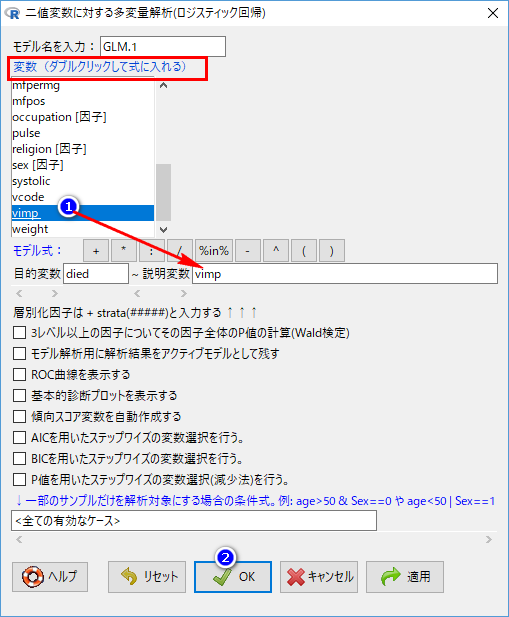 二値変数に対する多変量解析(ロジスティック回帰)
モデル名を入力： GLM.1
変数（ダブルクリックして式に入れる）
mfpermg
mfpos
occupation [因子]
pulse
religion [因子]
sex [因子]
systolic
vcode
vimp
weight
1
モデル式： + * : / %in% - ^ ( )
目的変数 died ~ 説明変数 vimp
層別化因子は + strata(#####)と入力する ↑ ↑ ↑
3レベル以上の因子についてその因子全体のP値の計算(Wald検定)
モデル解析用に解析結果をアクティブモデルとして残す
ROC曲線を表示する
基本的診断プロットを表示する
傾向スコア変数を自動作成する
AICを用いたステップワイズの変数選択を行う。
BICを用いたステップワイズの変数選択を行う。
P値を用いたステップワイズの変数選択(減少法)を行う。
↓一部のサンプルだけを解析対象にする場合の条件式。例: age>50 & Sex==0 や age<50 | Sex==1
<全ての有効なケース>
2
ヘルプ リセット OK キャンセル 適用